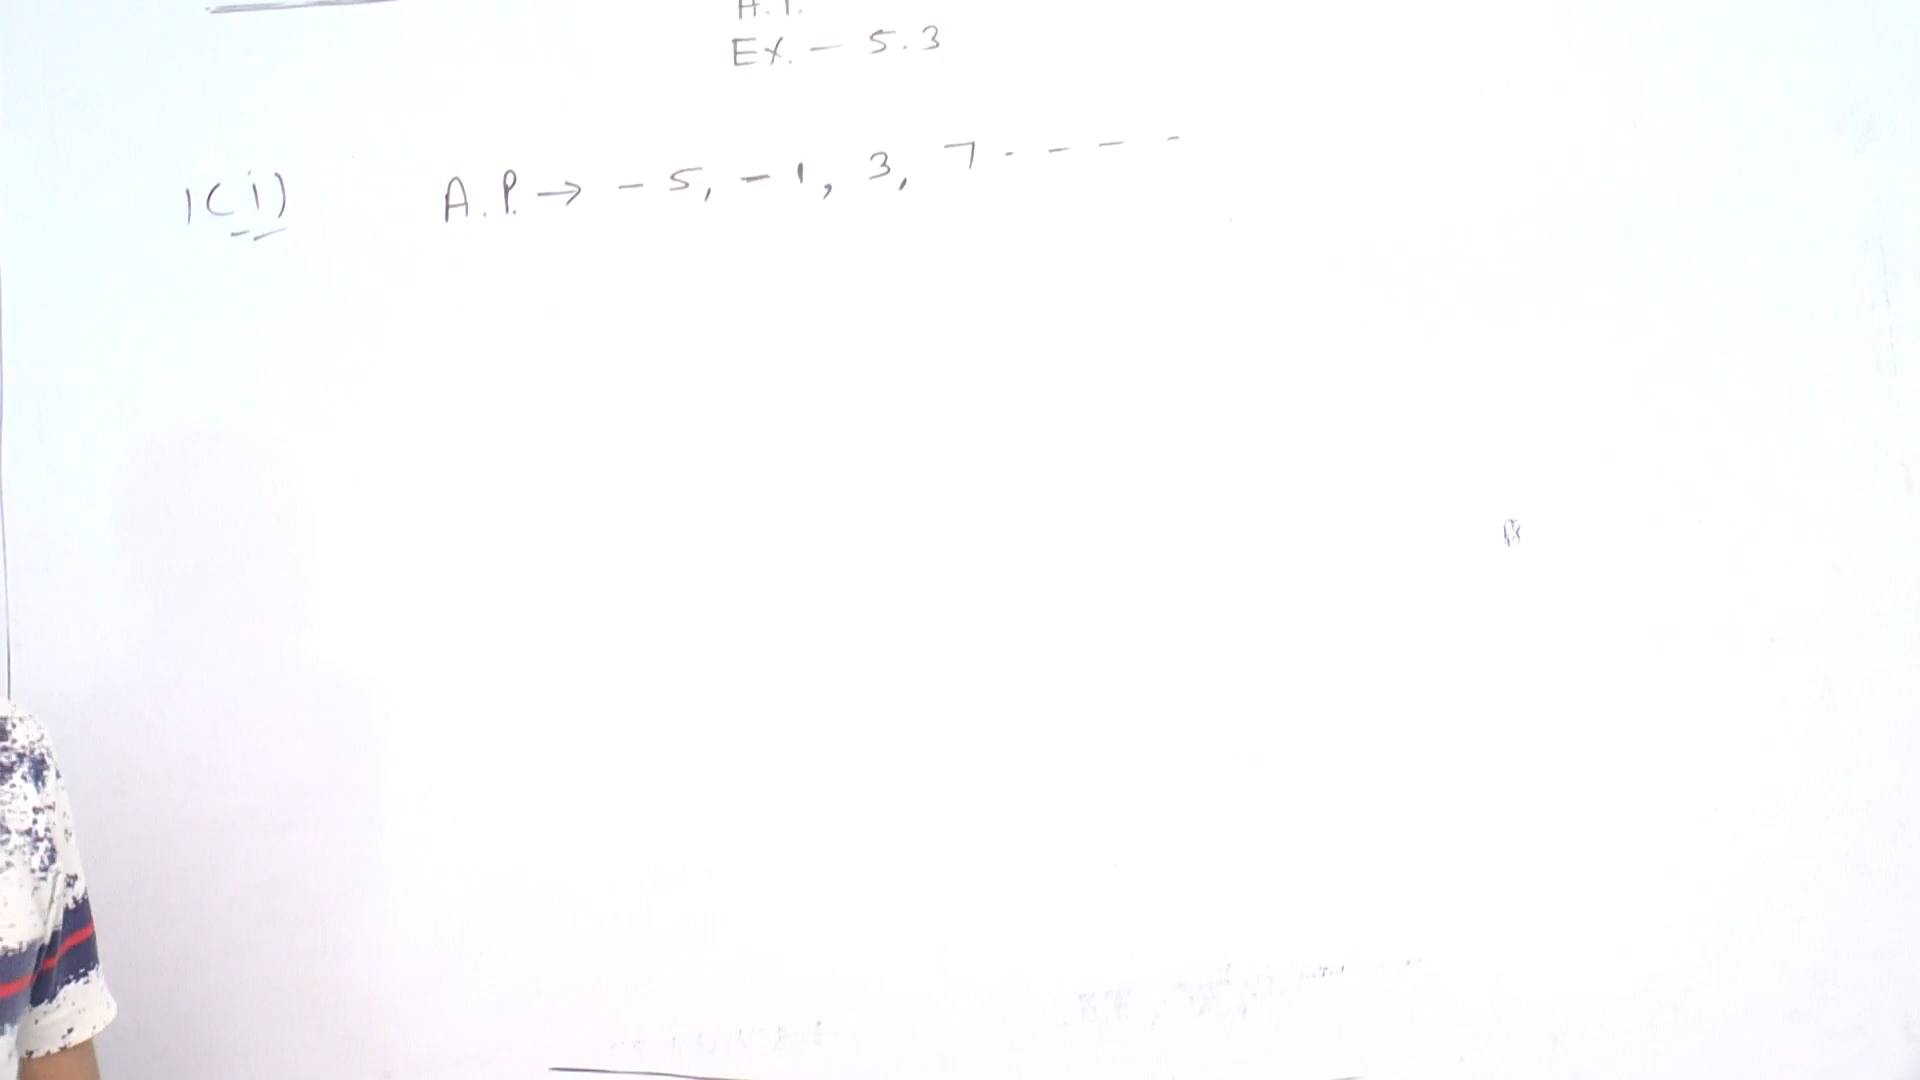 A.P.
Ex. - 5.3
1(i) A.P. → - 5, - 1, 3, 7 - - - -